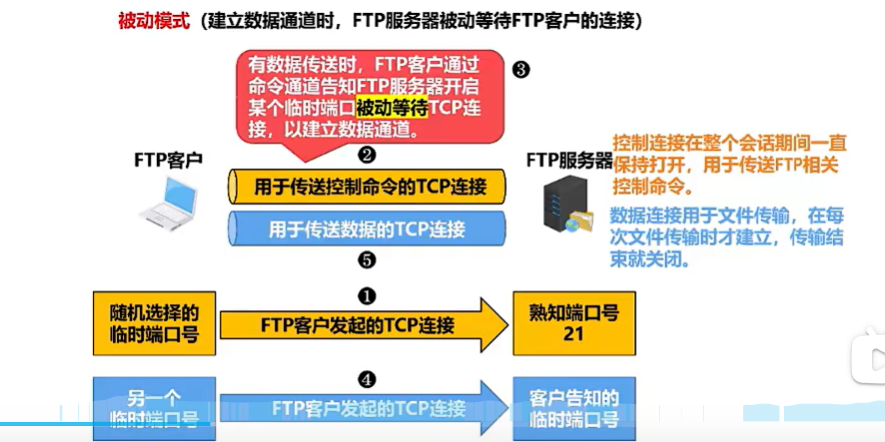 被动模式（建立数据通道时，FTP服务器被动等待FTP客户的连接）
有数据传送时，FTP客户通过
命令通道告知FTP服务器开启
某个临时端口被动等待TCP连
接，以建立数据通道。
❸
FTP客户
❷
FTP服务器
控制连接在整个会话期间一直
保持打开，用于传送FTP相关
控制命令。
用于传送控制命令的TCP连接
数据连接用于文件传输，在每
次文件传输时才建立，传输结
束就关闭。
用于传送数据的TCP连接
❺
❶
随机选择的
临时端口号
FTP客户发起的TCP连接
熟知端口号
21
❹
另一个
临时端口号
FTP客户发起的TCP连接
客户告知的
临时端口号